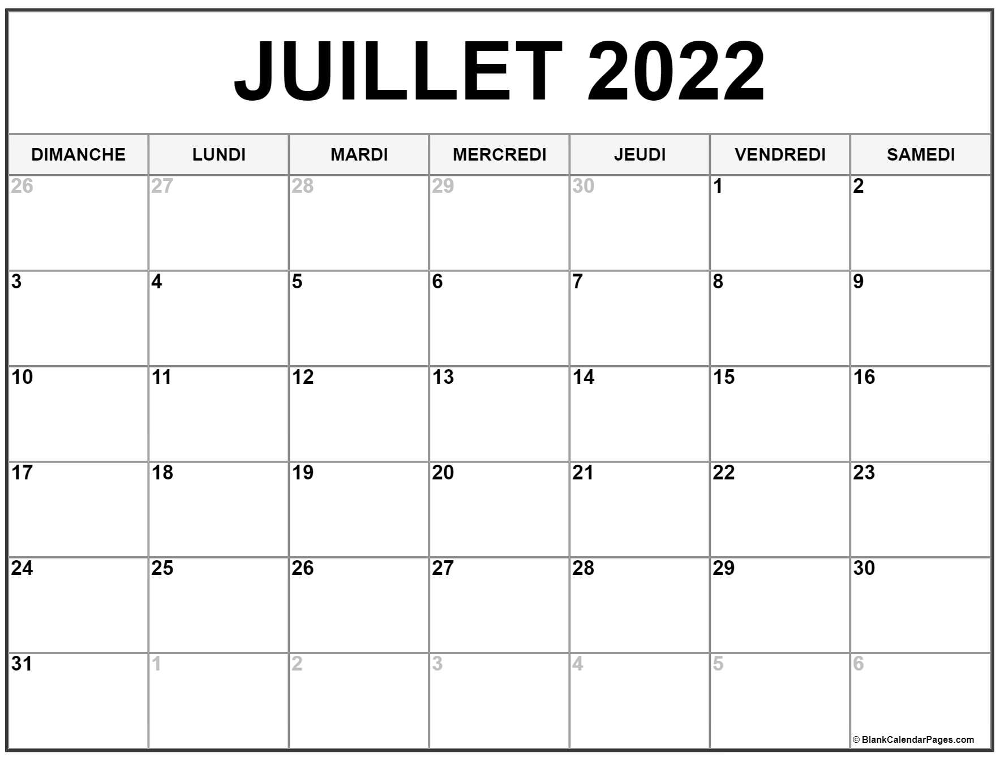 JUILLET 2022
DIMANCHE LUNDI MARDI MERCREDI JEUDI VENDREDI SAMEDI
26 27 28 29 30 1 2
3 4 5 6 7 8 9
10 11 12 13 14 15 16
17 18 19 20 21 22 23
24 25 26 27 28 29 30
31 1 2 3 4 5 6
© BlankCalendarPages.com